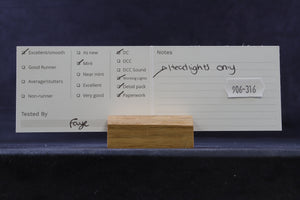 Excellent/smooth
Good Runner
Average/stutters
Non-runner
Tested By
Faye
As new
Mint
Near mint
Excellent
Very good
DC
DCC
DCC Sound
Working Lights
Detail pack
Paperwork
Notes
Headlights only
906-316